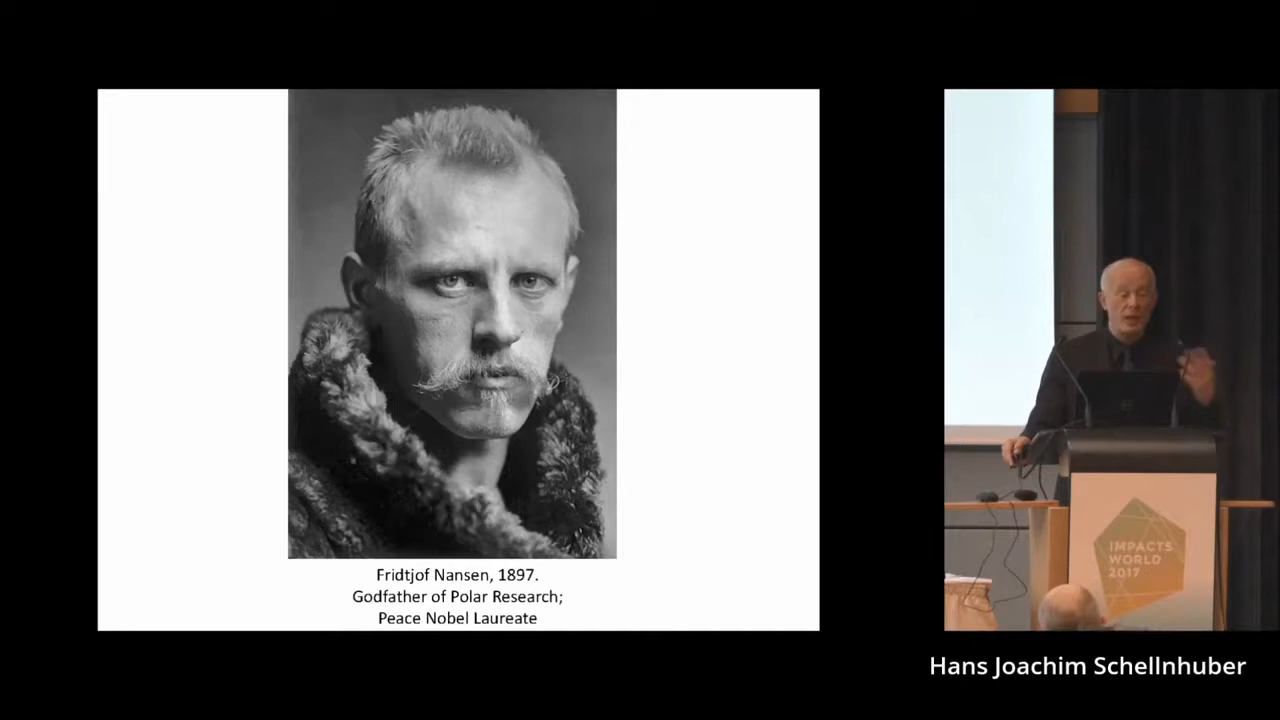 Fridtjof Nansen, 1897.
Godfather of Polar Research;
Peace Nobel Laureate
IMPACTS
WORLD
2017
Hans Joachim Schellnhuber